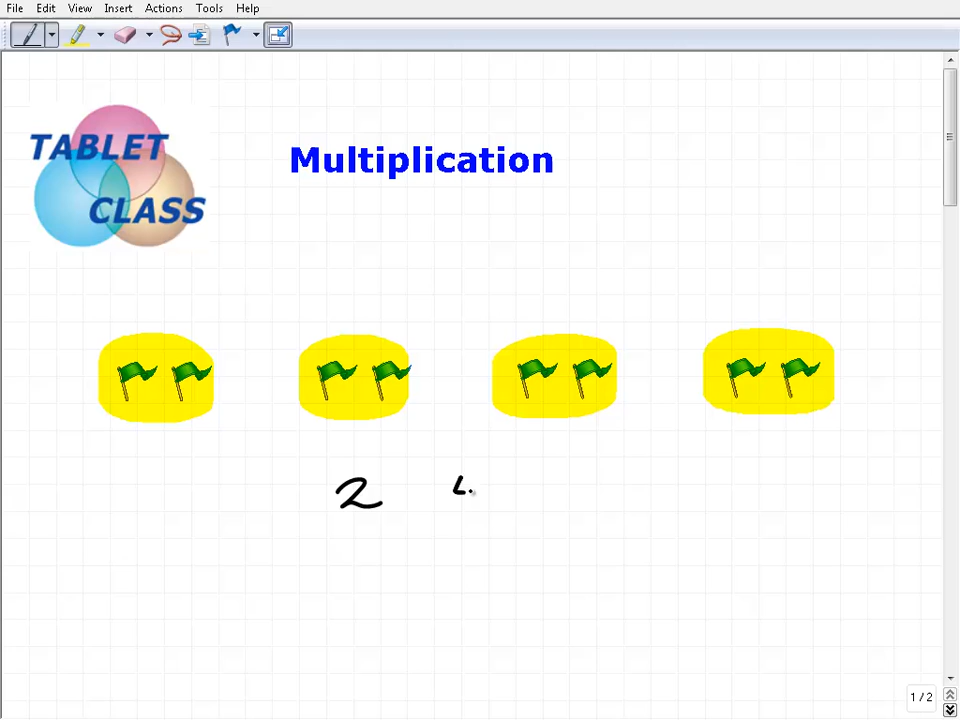 File Edit View Insert Actions Tools Help
TABLET
CLASS
Multiplication
2
1 / 2